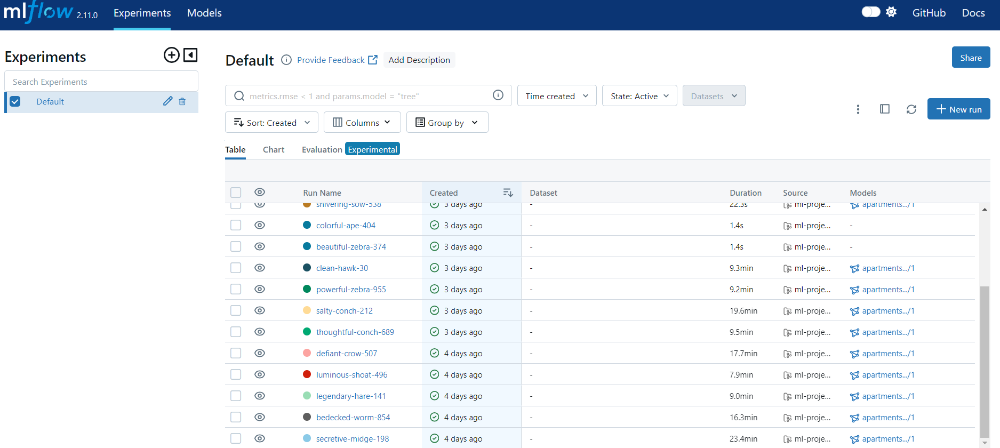 mlflow 2.11.0 Experiments Models GitHub Docs
Experiments
Search Experiments
Default
Default Provide Feedback Add Description Share
metrics.rmse < 1 and params.model = "tree" Time created State: Active Datasets
New run
Sort: Created Columns Group by
Table Chart Evaluation Experimental
Run Name Created Dataset Duration Source Models
shivering-sow-538 3 days ago - 22.3s ml-proje... apartments.../1
colorful-ape-404 3 days ago - 1.4s ml-proje... -
beautiful-zebra-374 3 days ago - 1.4s ml-proje... -
clean-hawk-30 3 days ago - 9.3min ml-proje... apartments.../1
powerful-zebra-955 3 days ago - 9.2min ml-proje... apartments.../1
salty-conch-212 3 days ago - 19.6min ml-proje... apartments.../1
thoughtful-conch-689 3 days ago - 9.5min ml-proje... apartments.../1
defiant-crow-507 4 days ago - 17.7min ml-proje... apartments.../1
luminous-shoat-496 4 days ago - 7.9min ml-proje... apartments.../1
legendary-hare-141 4 days ago - 9.0min ml-proje... apartments.../1
bedecked-worm-854 4 days ago - 16.3min ml-proje... apartments.../1
secretive-midge-198 4 days ago - 23.4min ml-proje... apartments.../1